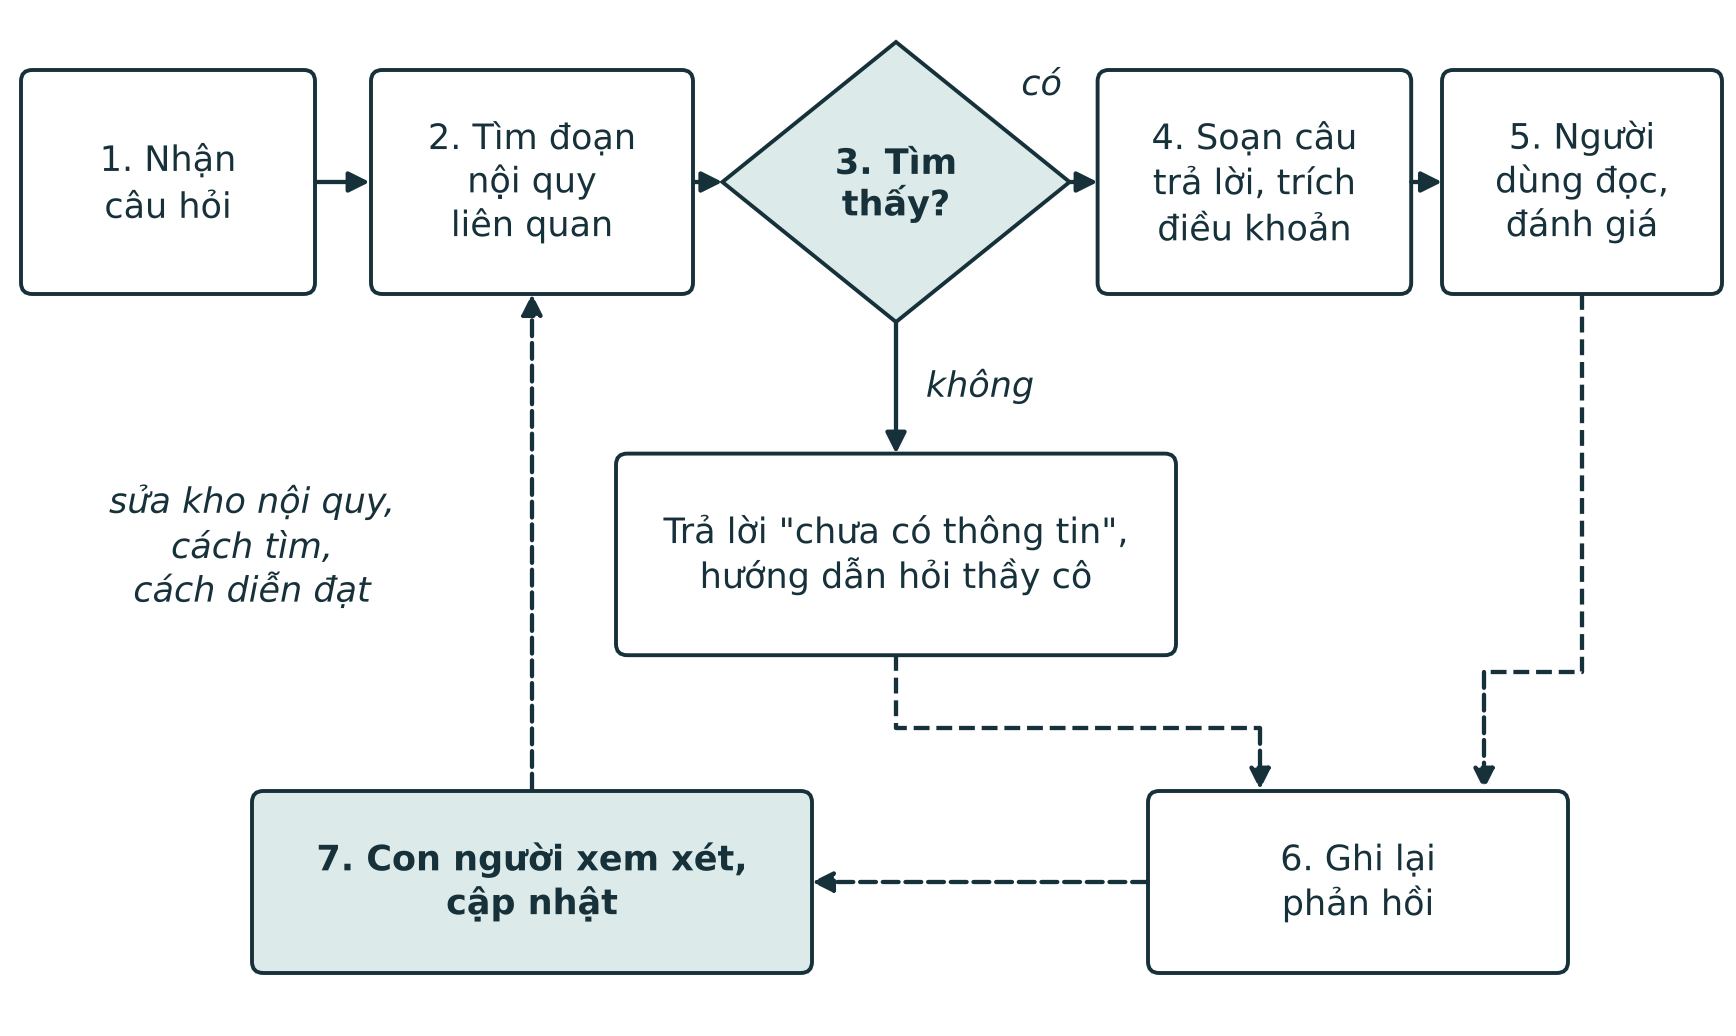 1. Nhận
câu hỏi
2. Tìm đoạn
nội quy
liên quan
3. Tìm
thấy?
có
4. Soạn câu
trả lời, trích
điều khoản
5. Người
dùng đọc,
đánh giá
không
Trả lời "chưa có thông tin",
hướng dẫn hỏi thầy cô
sửa kho nội quy,
cách tìm,
cách diễn đạt
7. Con người xem xét,
cập nhật
6. Ghi lại
phản hồi